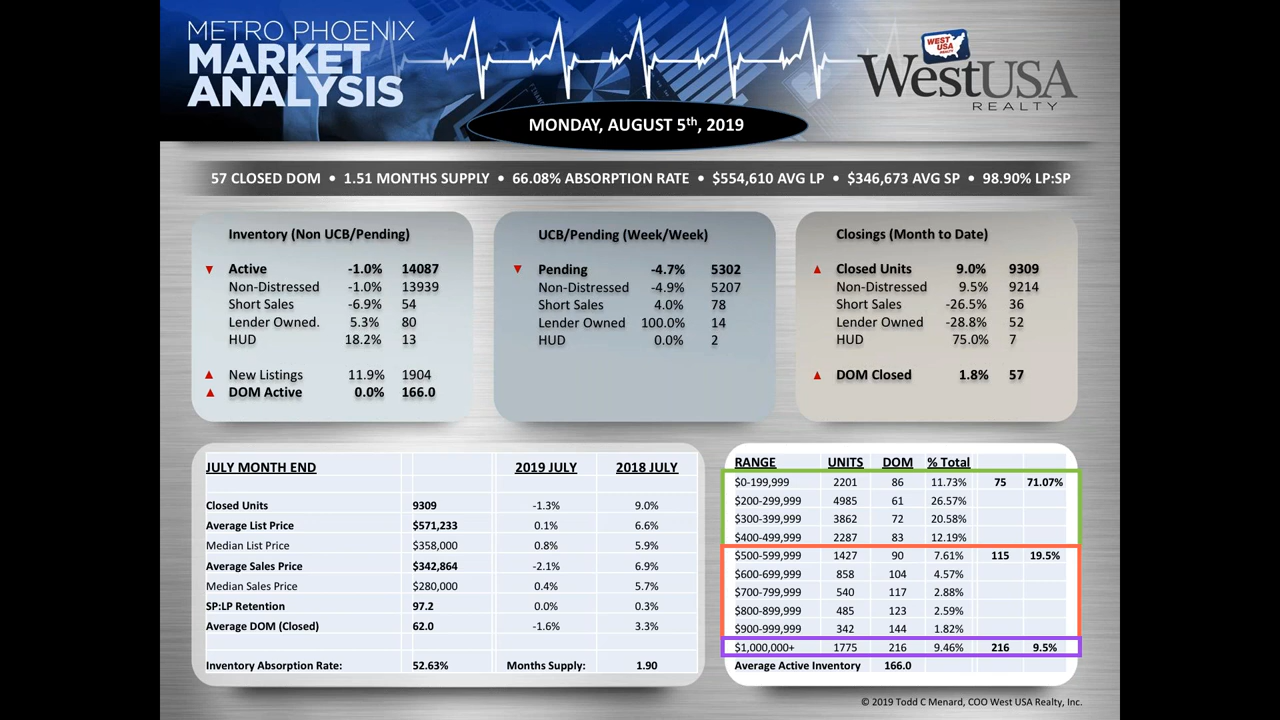 METRO PHOENIX
MARKET
ANALYSIS
WEST
USA
REALTY
WestUSA
REALTY
MONDAY, AUGUST 5th, 2019
57 CLOSED DOM • 1.51 MONTHS SUPPLY • 66.08% ABSORPTION RATE • $554,610 AVG LP • $346,673 AVG SP • 98.90% LP:SP
Inventory (Non UCB/Pending)
▼ Active -1.0% 14087
Non-Distressed -1.0% 13939
Short Sales -6.9% 54
Lender Owned. 5.3% 80
HUD 18.2% 13
▲ New Listings 11.9% 1904
▲ DOM Active 0.0% 166.0
UCB/Pending (Week/Week)
▼ Pending -4.7% 5302
Non-Distressed -4.9% 5207
Short Sales 4.0% 78
Lender Owned 100.0% 14
HUD 0.0% 2
Closings (Month to Date)
▲ Closed Units 9.0% 9309
Non-Distressed 9.5% 9214
Short Sales -26.5% 36
Lender Owned -28.8% 52
HUD 75.0% 7
▲ DOM Closed 1.8% 57
JULY MONTH END 2019 JULY 2018 JULY
Closed Units 9309 -1.3% 9.0%
Average List Price $571,233 0.1% 6.6%
Median List Price $358,000 0.8% 5.9%
Average Sales Price $342,864 -2.1% 6.9%
Median Sales Price $280,000 0.4% 5.7%
SP:LP Retention 97.2 0.0% 0.3%
Average DOM (Closed) 62.0 -1.6% 3.3%
Inventory Absorption Rate: 52.63% Months Supply: 1.90
RANGE UNITS DOM % Total
$0-199,999 2201 86 11.73% 75 71.07%
$200-299,999 4985 61 26.57%
$300-399,999 3862 72 20.58%
$400-499,999 2287 83 12.19%
$500-599,999 1427 90 7.61% 115 19.5%
$600-699,999 858 104 4.57%
$700-799,999 540 117 2.88%
$800-899,999 485 123 2.59%
$900-999,999 342 144 1.82%
$1,000,000+ 1775 216 9.46% 216 9.5%
Average Active Inventory 166.0
© 2019 Todd C Menard, COO West USA Realty, Inc.